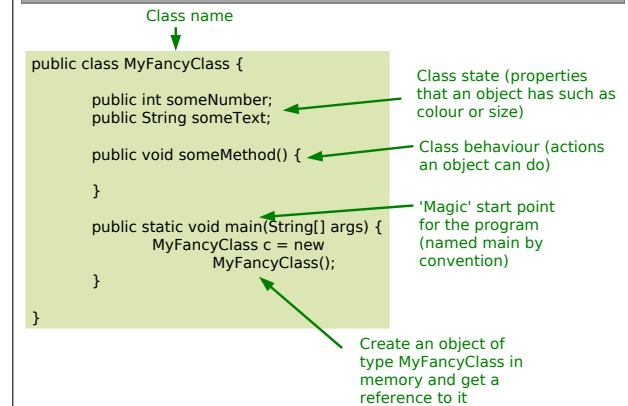 Class name
public class MyFancyClass {
public int someNumber;
public String someText;
Class state (properties
that an object has such as
colour or size)
public void someMethod() {
}
Class behaviour (actions
an object can do)
public static void main(String[] args) {
MyFancyClass c = new
MyFancyClass();
}
}
'Magic' start point
for the program
(named main by
convention)
Create an object of
type MyFancyClass in
memory and get a
reference to it